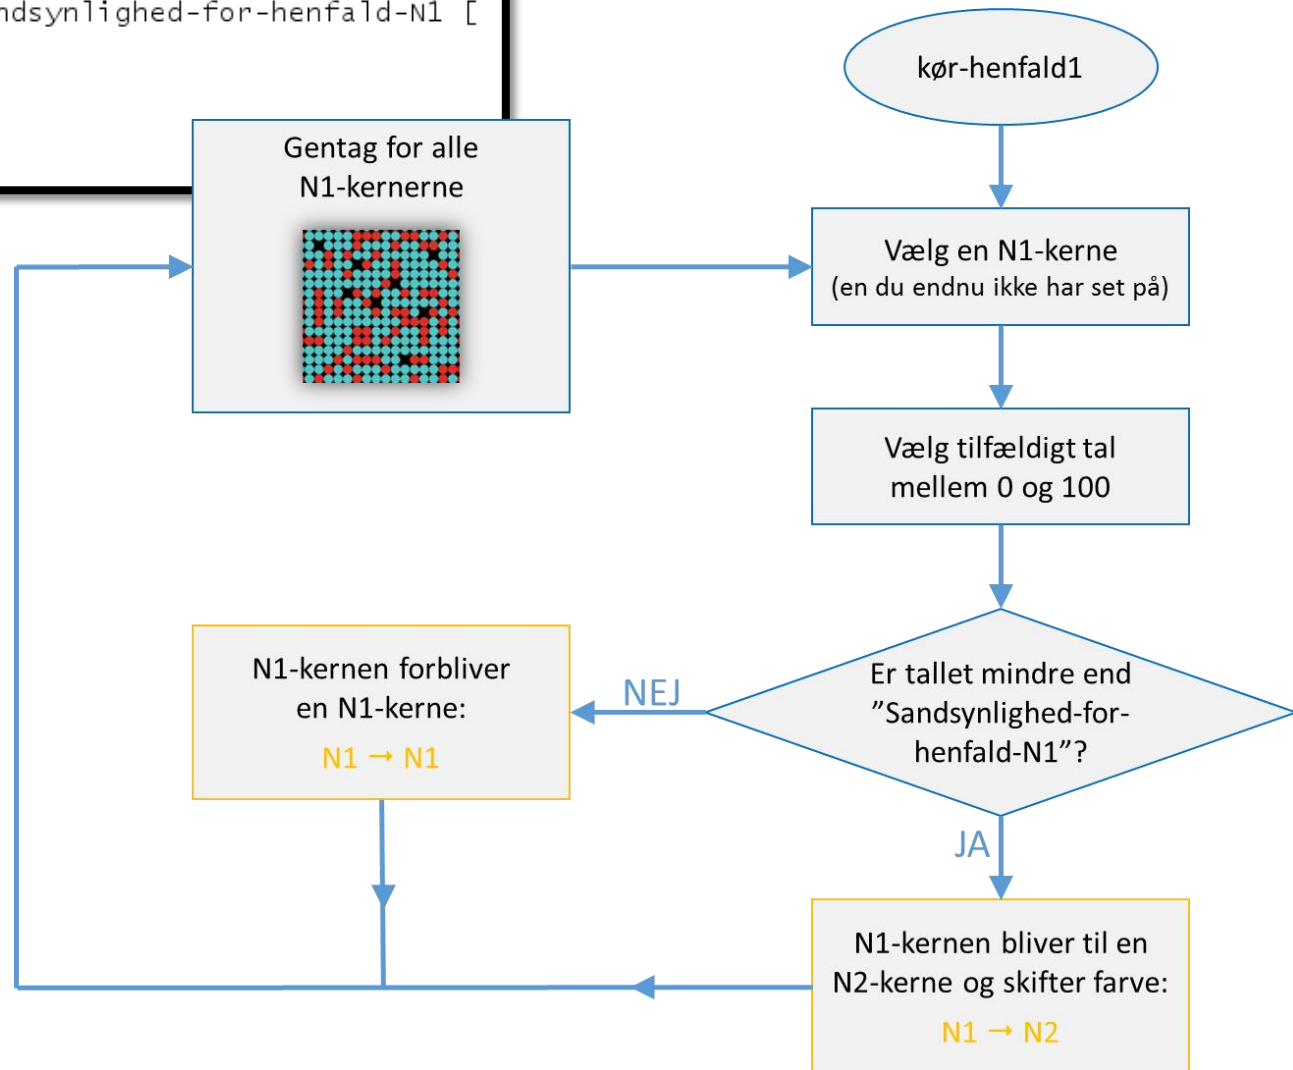 sandsynlighed-for-henfald-N1 [
kør-henfald1
Gentag for alle
N1-kernerne
Vælg en N1-kerne
(en du endnu ikke har set på)
Vælg tilfældigt tal
mellem 0 og 100
Er tallet mindre end
”Sandsynlighed-for-
henfald-N1”?
NEJ
N1-kernen forbliver
en N1-kerne:
N1 → N1
JA
N1-kernen bliver til en
N2-kerne og skifter farve:
N1 → N2